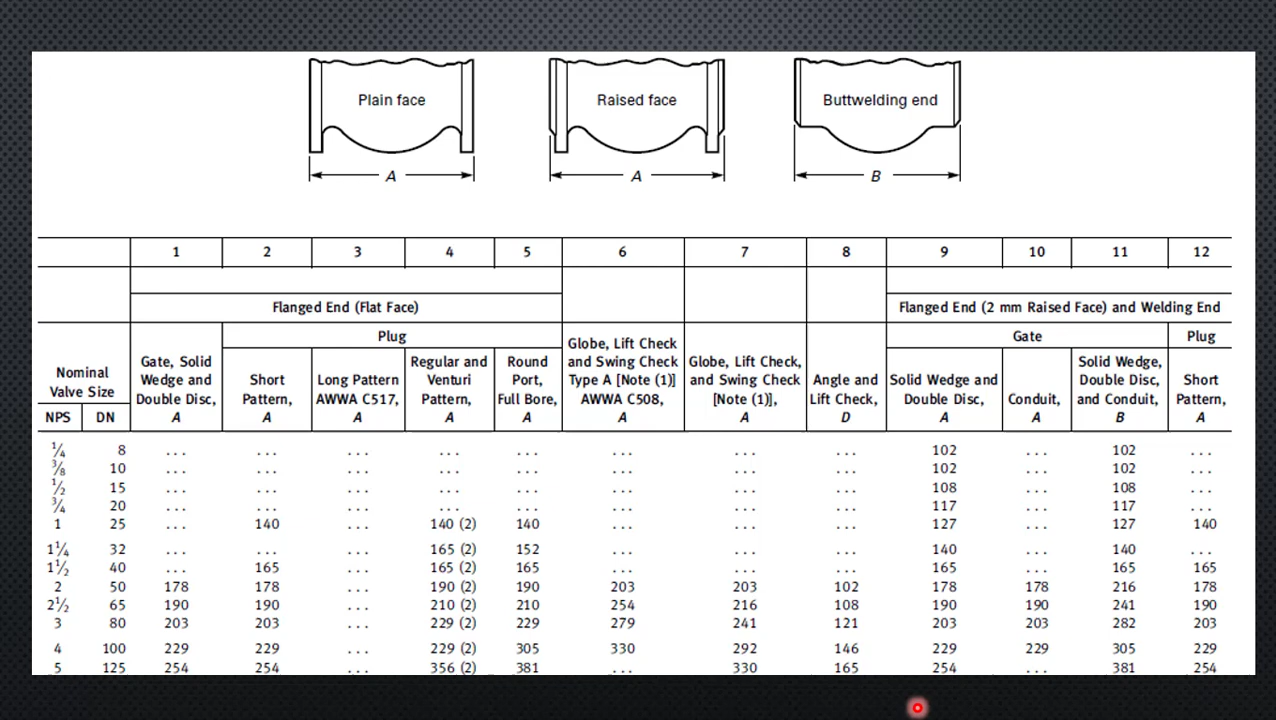 Plain face Raised face Buttwelding end
A A B
1 2 3 4 5 6 7 8 9 10 11 12
Flanged End (Flat Face) Flanged End (2 mm Raised Face) and Welding End
Plug Gate Plug
Nominal
Valve Size
NPS DN
Gate, Solid
Wedge and
Double Disc,
A
Short
Pattern,
A
Long Pattern
AWWA C517,
A
Regular and
Venturi
Pattern,
A
Round
Port,
Full Bore,
A
Globe, Lift Check
and Swing Check
Type A [Note (1)]
AWWA C508,
A
Globe, Lift Check,
and Swing Check
[Note (1)],
A
Angle and
Lift Check,
D
Solid Wedge and
Double Disc,
A
Conduit,
A
Solid Wedge,
Double Disc,
and Conduit,
B
Short
Pattern,
A
1/4 8 ... ... ... ... ... ... ... ... 102 ... 102 ...
3/8 10 ... ... ... ... ... ... ... ... 102 ... 102 ...
1/2 15 ... ... ... ... ... ... ... ... 108 ... 108 ...
3/4 20 ... ... ... ... ... ... ... ... 117 ... 117 ...
1 25 ... 140 ... 140 (2) 140 ... ... ... 127 ... 127 140
1 1/4 32 ... ... ... 165 (2) 152 ... ... ... 140 ... 140 ...
1 1/2 40 ... 165 ... 165 (2) 165 ... ... ... 165 ... 165 165
2 50 178 178 ... 190 (2) 190 203 203 102 178 178 216 178
2 1/2 65 190 190 ... 210 (2) 210 254 216 108 190 190 241 190
3 80 203 203 ... 229 (2) 229 279 241 121 203 203 282 203
4 100 229 229 ... 229 (2) 305 330 292 146 229 229 305 229
5 125 254 254 ... 356 (2) 381 ... 330 165 254 ... 381 254